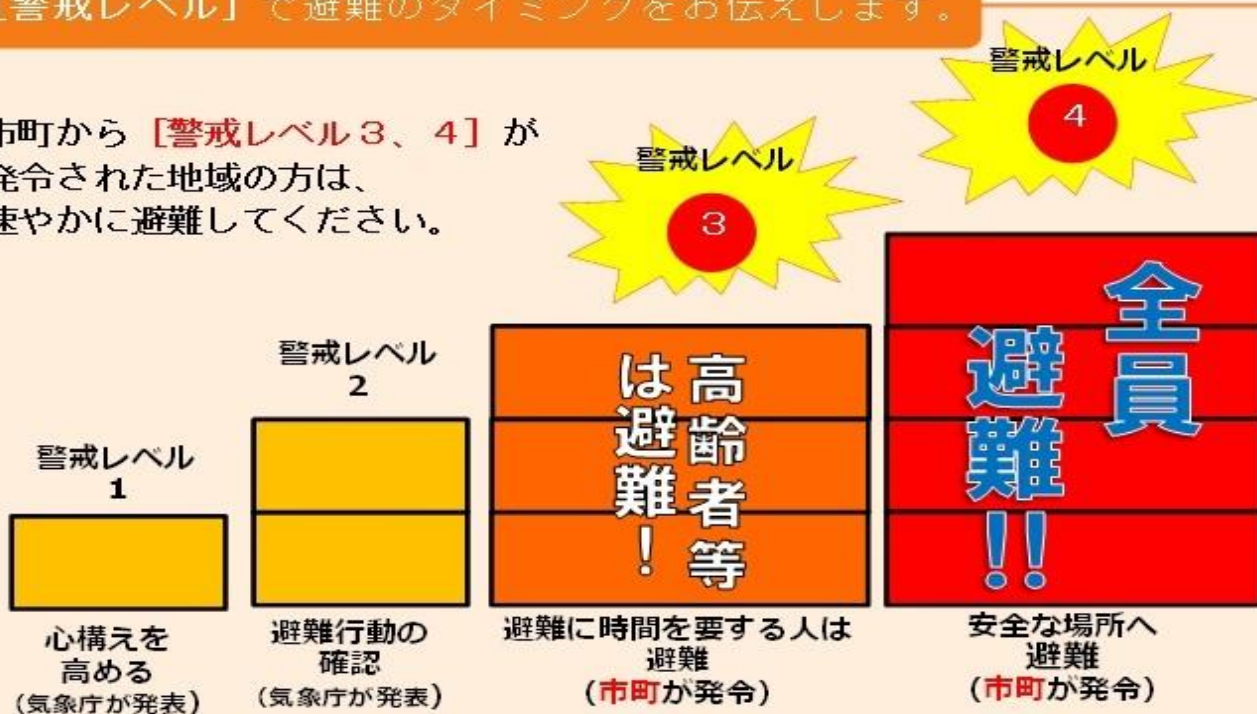 [警戒レベル］で避難のタイミングをお伝えします。
市町から［警戒レベル３、４］が
発令された地域の方は、
速やかに避難してください。
警戒レベル
1
心構えを
高める
（気象庁が発表）
警戒レベル
2
避難行動の
確認
（気象庁が発表）
警戒レベル
3
高齢者等
は避難！
避難に時間を要する人は
避難
（市町が発令）
警戒レベル
4
全員
避難!!
安全な場所へ
避難
（市町が発令）